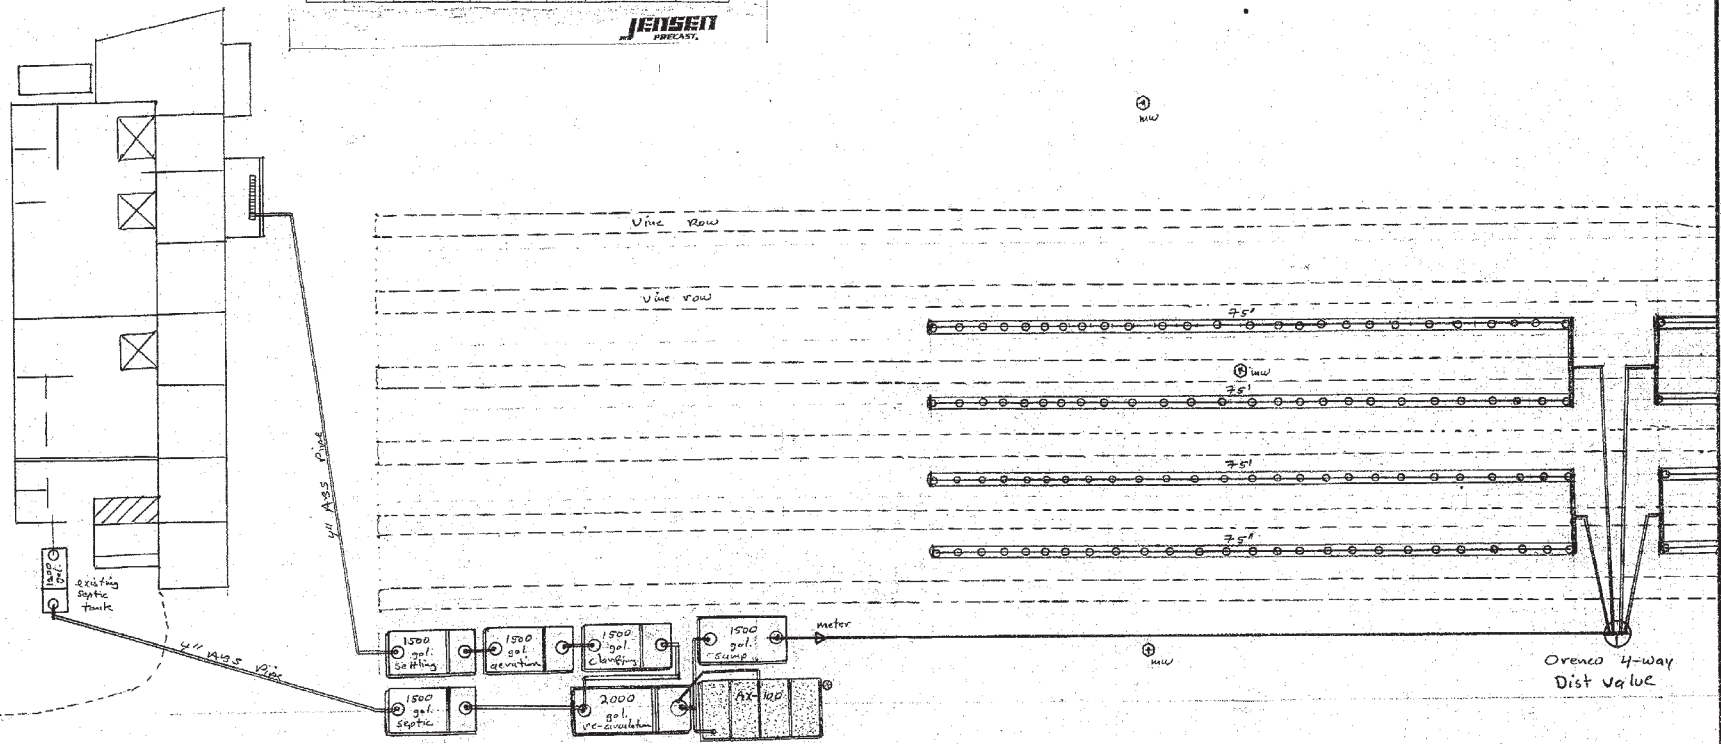 JENSEN
PRECAST.
mw
Vine Row
Vine row
75'
mw
75'
75'
75"
4" ABS Pipe
1200
gal.
existing
septic
tank
4" ABS Pipe
1500
gal.
settling
1500
gal.
aeration
1500
gal.
clarifing
1500
gal.
sump
meter
mw
Orenco 4-way
Dist valve
1500
gal.
septic
2000
gal.
re-circulation
AX-100